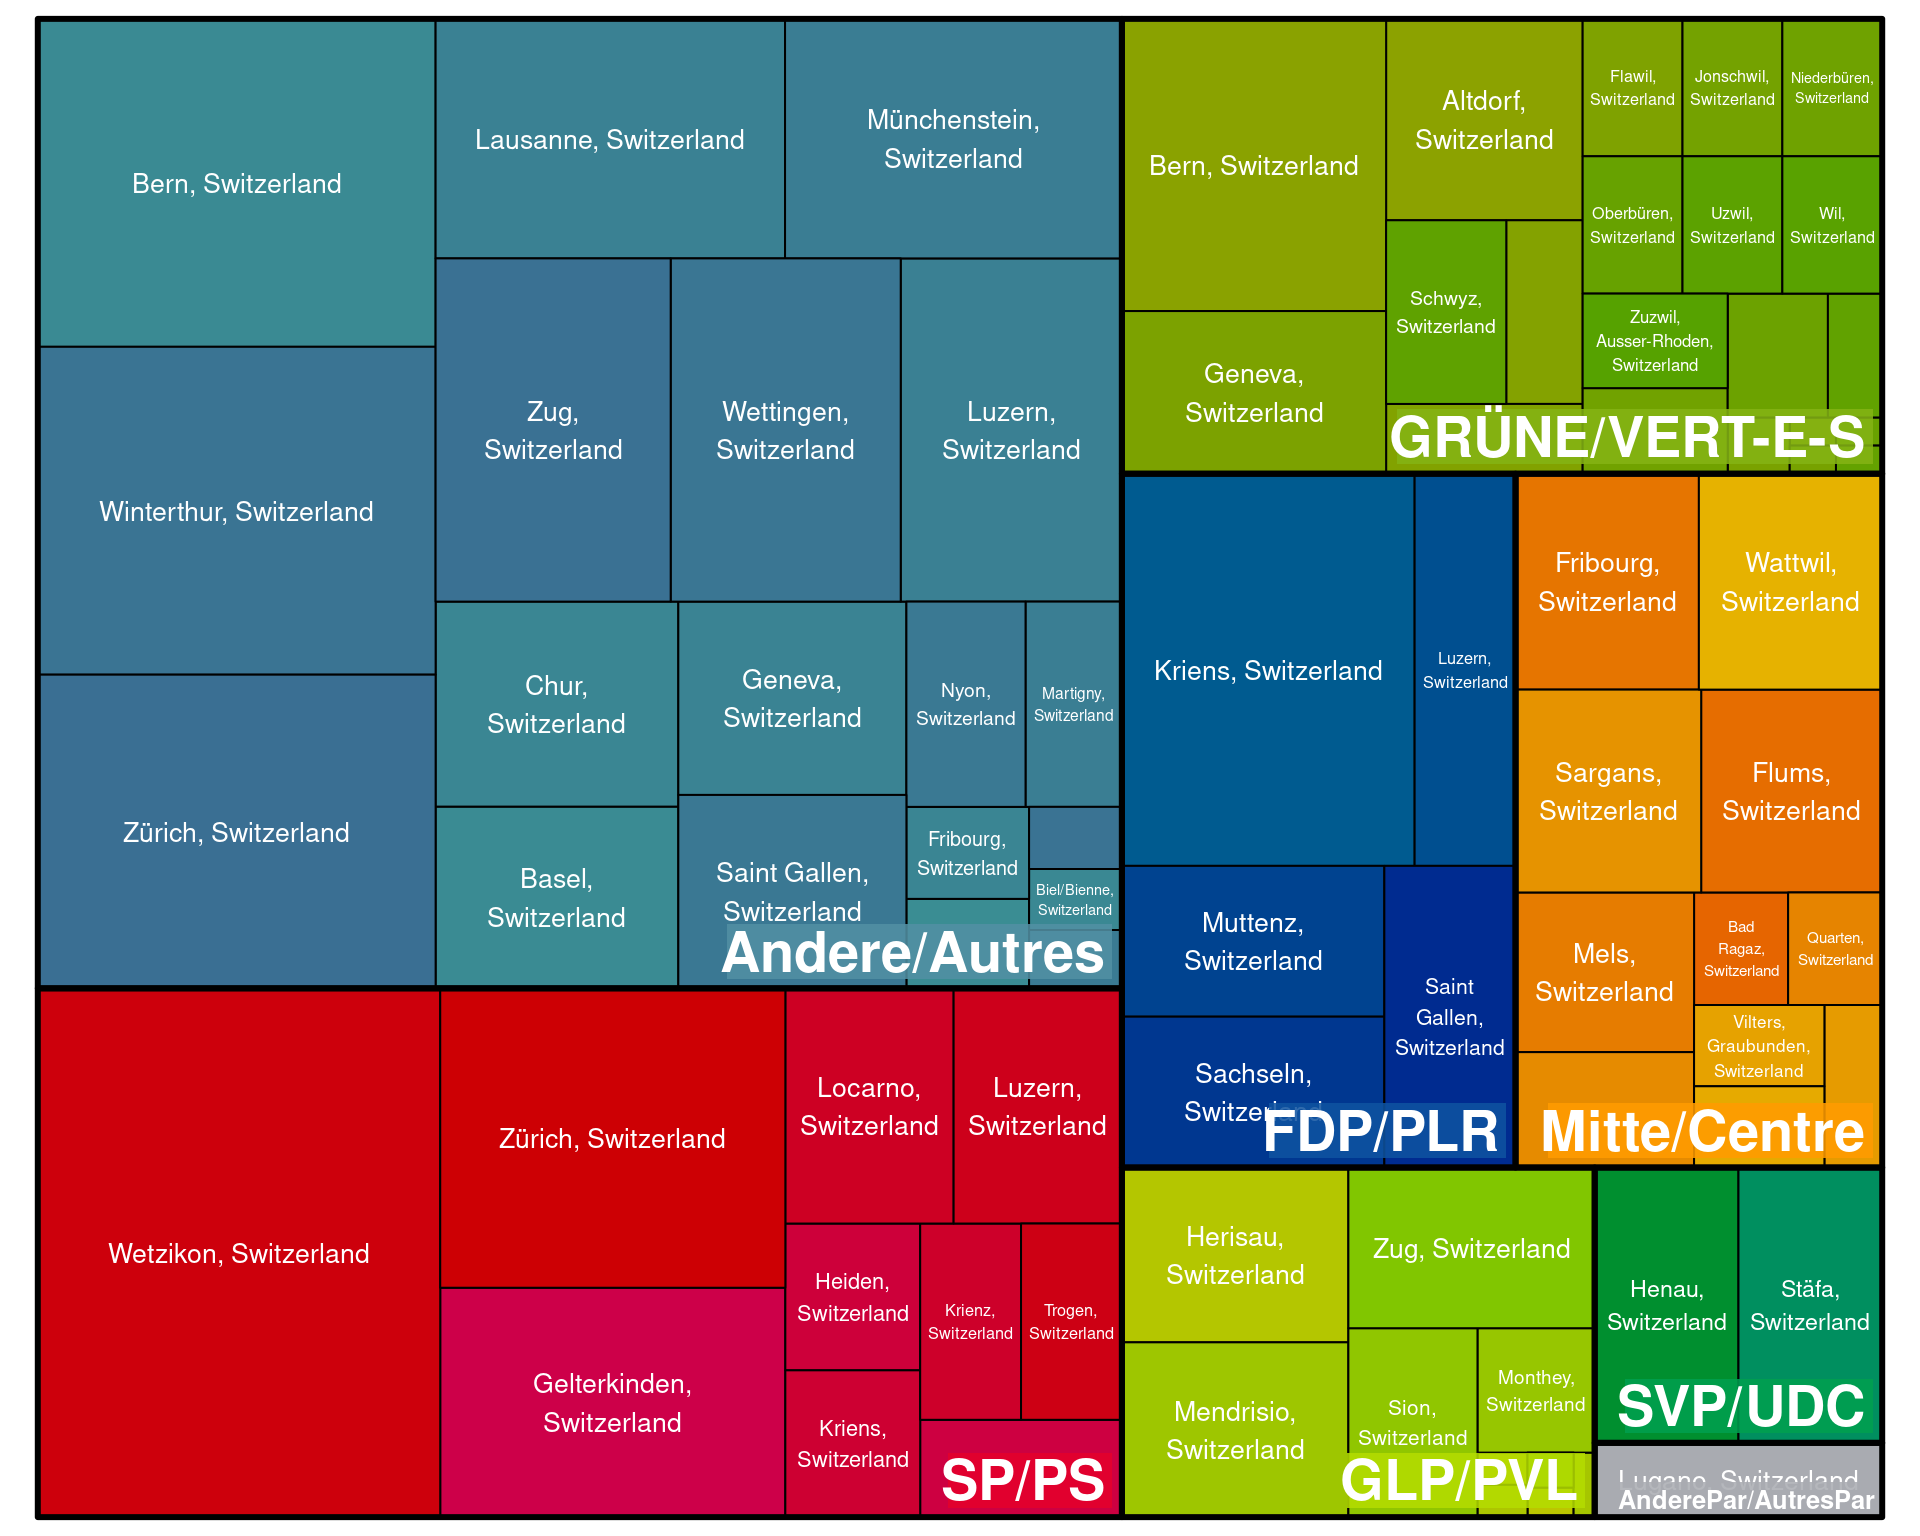 Bern, Switzerland
Lausanne, Switzerland
Münchenstein,
Switzerland
Winterthur, Switzerland
Zug,
Switzerland
Wettingen,
Switzerland
Luzern,
Switzerland
Zürich, Switzerland
Chur,
Switzerland
Geneva,
Switzerland
Nyon,
Switzerland
Martigny,
Switzerland
Basel,
Switzerland
Saint Gallen,
Switzerland
Fribourg,
Switzerland
Biel/Bienne,
Switzerland
Andere/Autres
Bern, Switzerland
Altdorf,
Switzerland
Flawil,
Switzerland
Jonschwil,
Switzerland
Niederbüren,
Switzerland
Oberbüren,
Switzerland
Uzwil,
Switzerland
Wil,
Switzerland
Geneva,
Switzerland
Schwyz,
Switzerland
Zuzwil,
Ausser-Rhoden,
Switzerland
GRÜNE/VERT-E-S
Kriens, Switzerland
Luzern,
Switzerland
Muttenz,
Switzerland
Saint
Gallen,
Switzerland
Sachseln,
Switzerland
FDP/PLR
Fribourg,
Switzerland
Wattwil,
Switzerland
Sargans,
Switzerland
Flums,
Switzerland
Mels,
Switzerland
Bad
Ragaz,
Switzerland
Quarten,
Switzerland
Vilters,
Graubunden,
Switzerland
Mitte/Centre
Wetzikon, Switzerland
Zürich, Switzerland
Gelterkinden,
Switzerland
Locarno,
Switzerland
Luzern,
Switzerland
Heiden,
Switzerland
Krienz,
Switzerland
Trogen,
Switzerland
Kriens,
Switzerland
SP/PS
Herisau,
Switzerland
Zug, Switzerland
Mendrisio,
Switzerland
Sion,
Switzerland
Monthey,
Switzerland
GLP/PVL
Henau,
Switzerland
Stäfa,
Switzerland
SVP/UDC
Lugano, Switzerland
AnderePar/AutresPar